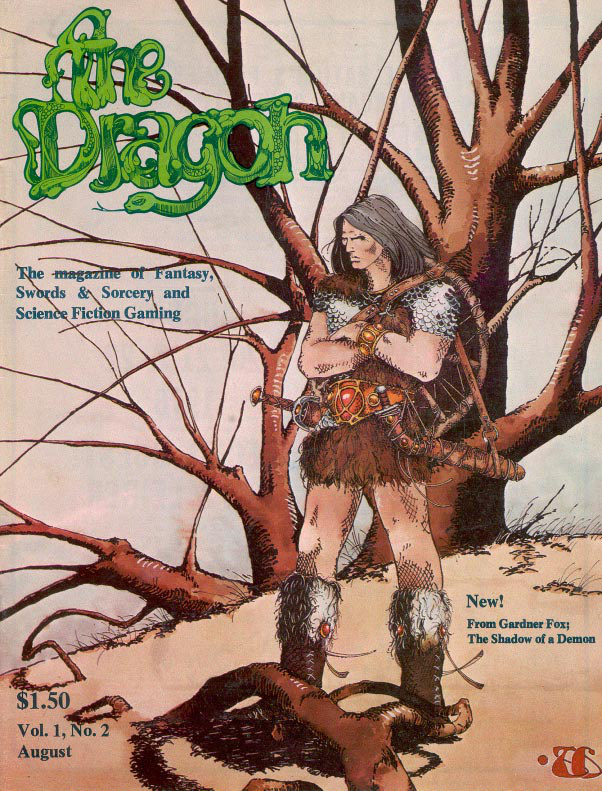 the
Dragon
The magazine of Fantasy,
Swords & Sorcery and
Science Fiction Gaming
New!
From Gardner Fox;
The Shadow of a Demon
$1.50
Vol. 1, No. 2
August